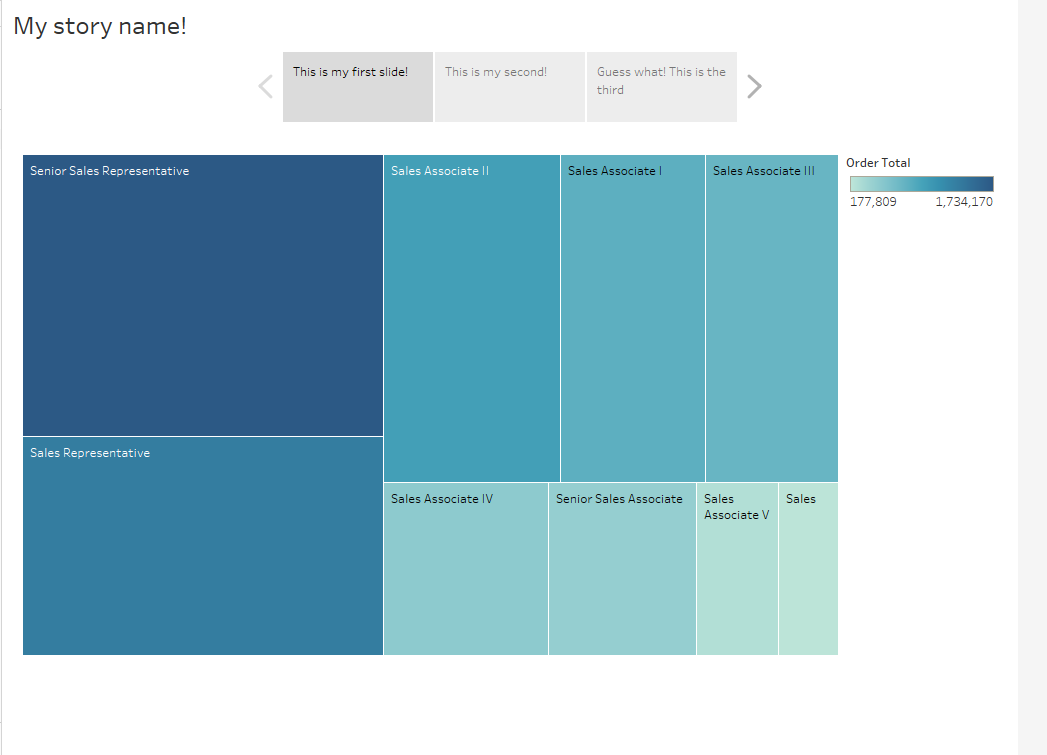 My story name!
This is my first slide!
This is my second!
Guess what! This is the
third
Senior Sales Representative
Sales Associate II
Sales Associate I
Sales Associate III
Order Total
177,809
1,734,170
Sales Representative
Sales Associate IV
Senior Sales Associate
Sales
Associate V
Sales